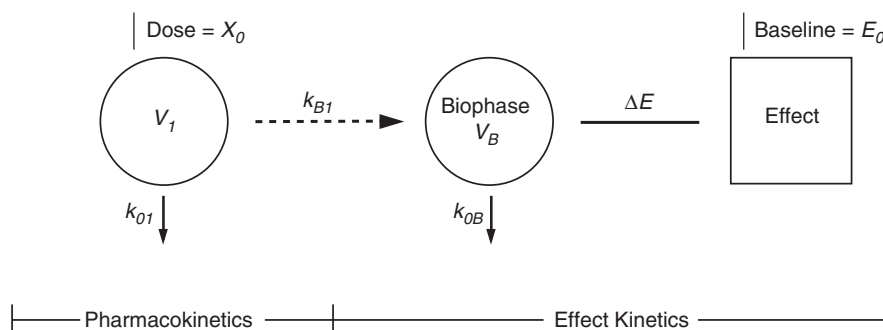 Dose = X0
Baseline = E0
V1
kB1
Biophase
VB
ΔE
Effect
k01
k0B
Pharmacokinetics
Effect Kinetics